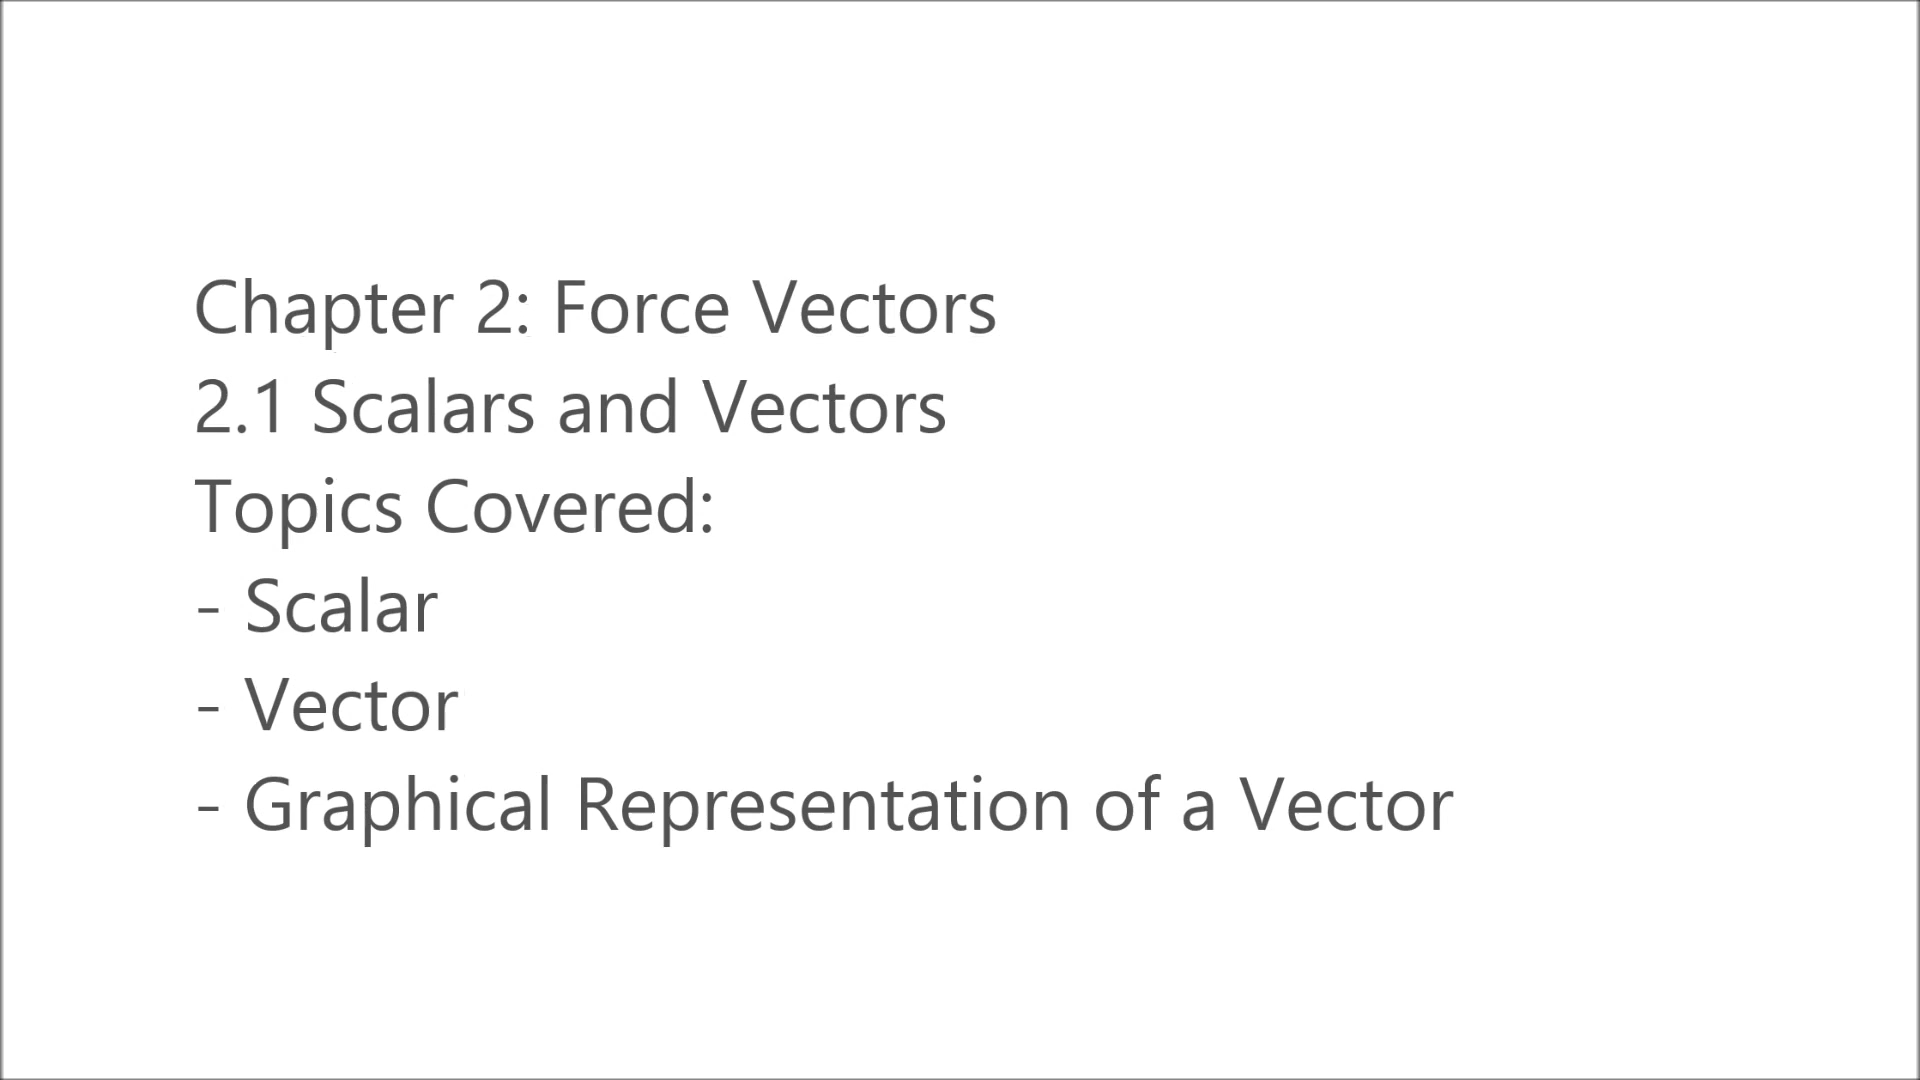 Chapter 2: Force Vectors
2.1 Scalars and Vectors
Topics Covered:
- Scalar
- Vector
- Graphical Representation of a Vector